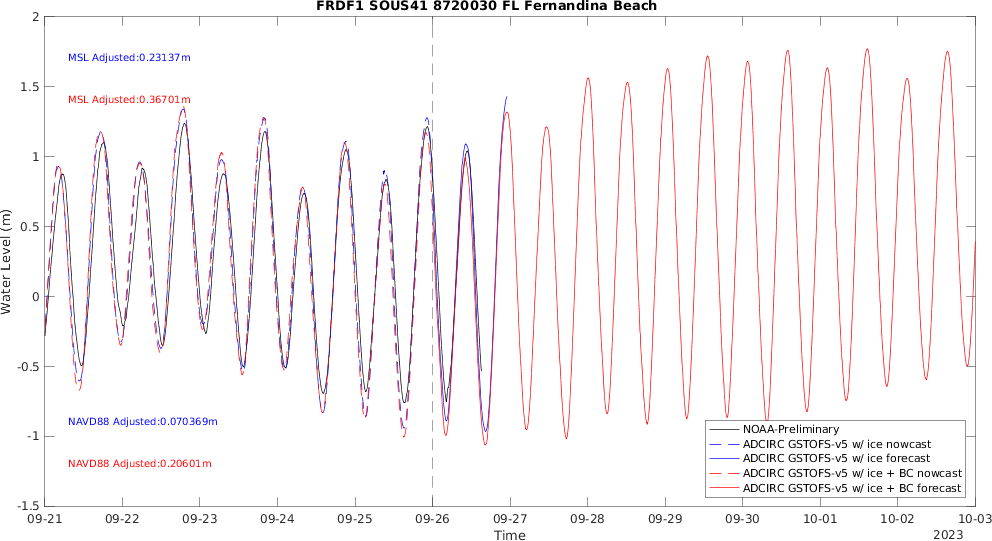 FRDF1 SOUS41 8720030 FL Fernandina Beach
2
1.5
1
0.5
0
-0.5
-1
-1.5
Water Level (m)
MSL Adjusted:0.23137m
MSL Adjusted:0.36701m
NAVD88 Adjusted:0.070369m
NAVD88 Adjusted:0.20601m
NOAA-Preliminary
ADCIRC GSTOFS-v5 w/ ice nowcast
ADCIRC GSTOFS-v5 w/ ice forecast
ADCIRC GSTOFS-v5 w/ ice + BC nowcast
ADCIRC GSTOFS-v5 w/ ice + BC forecast
09-21 09-22 09-23 09-24 09-25 09-26 09-27 09-28 09-29 09-30 10-01 10-02 10-03
Time
2023